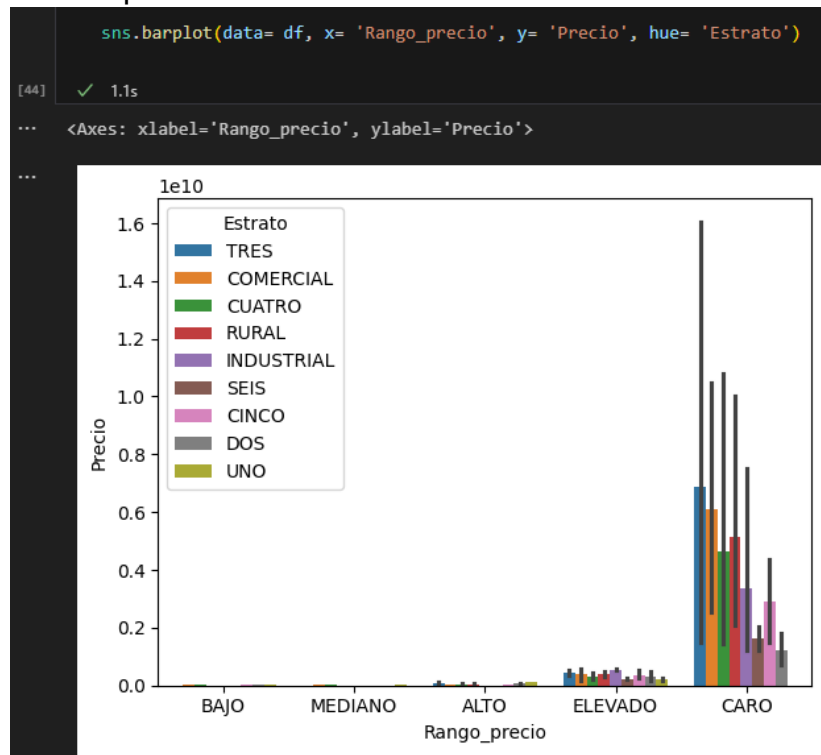 sns.barplot(data= df, x= 'Rango_precio', y= 'Precio', hue= 'Estrato')
[44] ✓ 1.1s
... <Axes: xlabel='Rango_precio', ylabel='Precio'>
...
1e10
Estrato
TRES
COMERCIAL
CUATRO
RURAL
INDUSTRIAL
SEIS
CINCO
DOS
UNO
1.6
1.4
1.2
1.0
0.8
0.6
0.4
0.2
0.0
Precio
BAJO MEDIANO ALTO ELEVADO CARO
Rango_precio